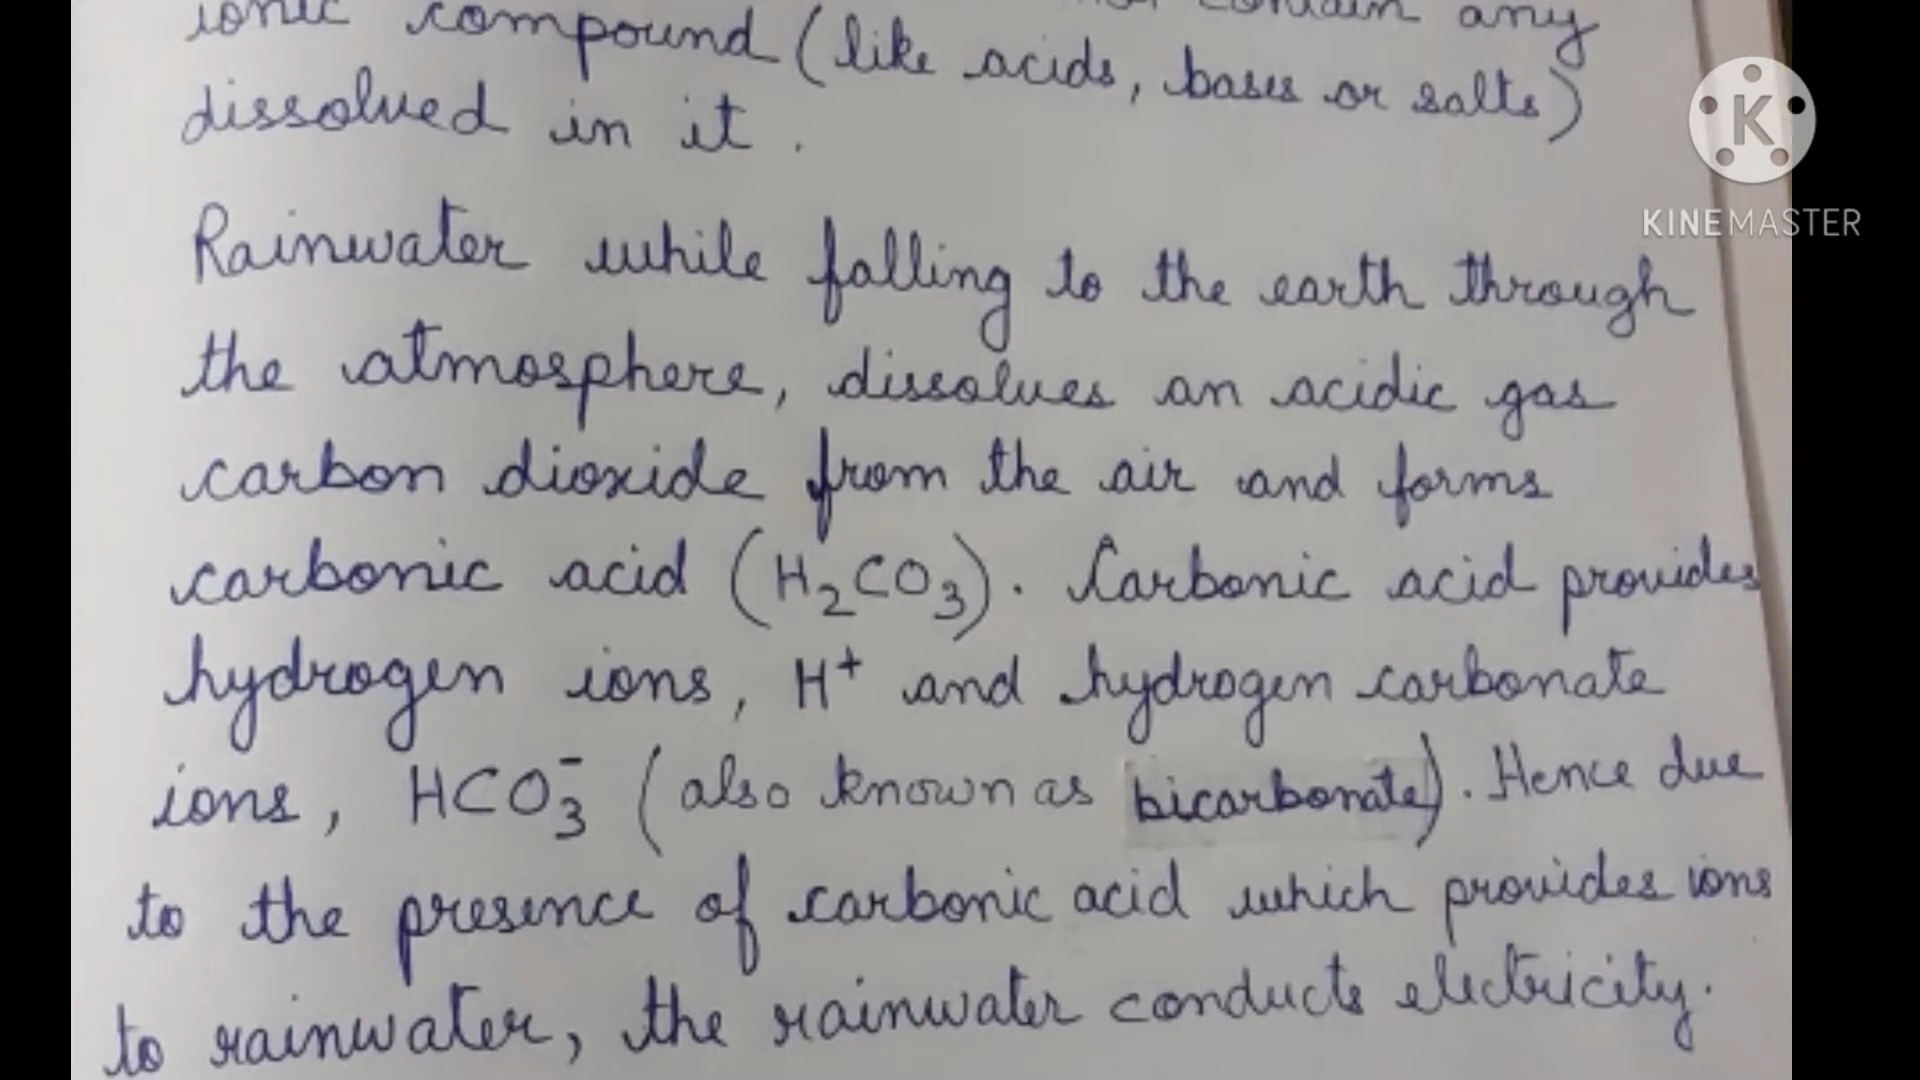 ionic compound (like acids, bases or salts) contain any
dissolved in it.
Rainwater while falling to the earth through
the atmosphere, dissolves an acidic gas
carbon dioxide from the air and forms
carbonic acid (H₂CO₃). Carbonic acid provides
hydrogen ions, H⁺ and hydrogen carbonate
ions, HCO₃⁻ (also known as bicarbonate). Hence due
to the presence of carbonic acid which provides ions
to rainwater, the rainwater conducts electricity.
K
KINEMASTER